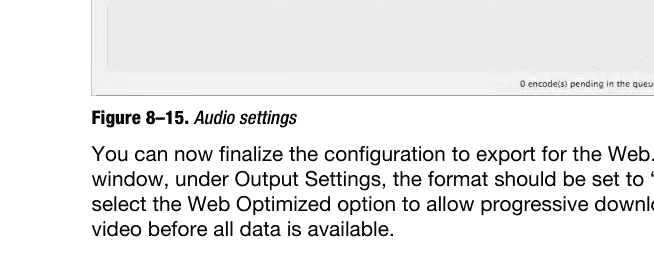 0 encode(s) pending in the
Figure 8–15. Audio settings
You can now finalize the configuration to export for the Web.
window, under Output Settings, the format should be set to ‘
select the Web Optimized option to allow progressive
video before all data is available.